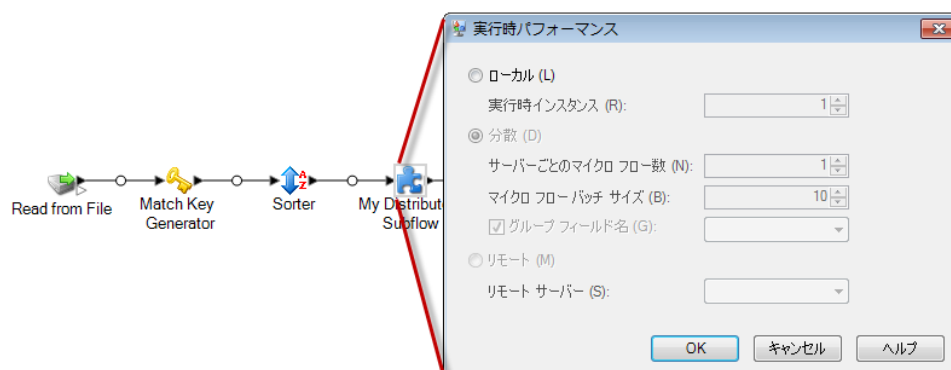 実行時パフォーマンス
ローカル (L)
実行時インスタンス (R):
1
分散 (D)
サーバーごとのマイクロ フロー数 (N):
1
マイクロ フロー バッチ サイズ (B):
10
グループ フィールド名 (G):
リモート (M)
リモート サーバー (S):
OK
キャンセル
ヘルプ
Read from File
Match Key
Generator
A
Z
Sorter
My Distribut
Subflow